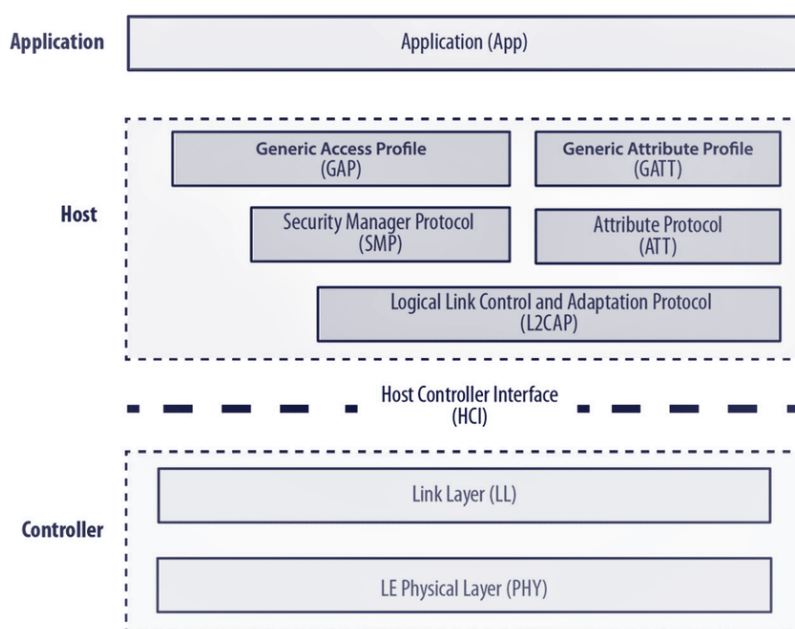 Application
Application (App)
Generic Access Profile
(GAP)
Generic Attribute Profile
(GATT)
Host
Security Manager Protocol
(SMP)
Attribute Protocol
(ATT)
Logical Link Control and Adaptation Protocol
(L2CAP)
Host Controller Interface
(HCI)
Link Layer (LL)
Controller
LE Physical Layer (PHY)